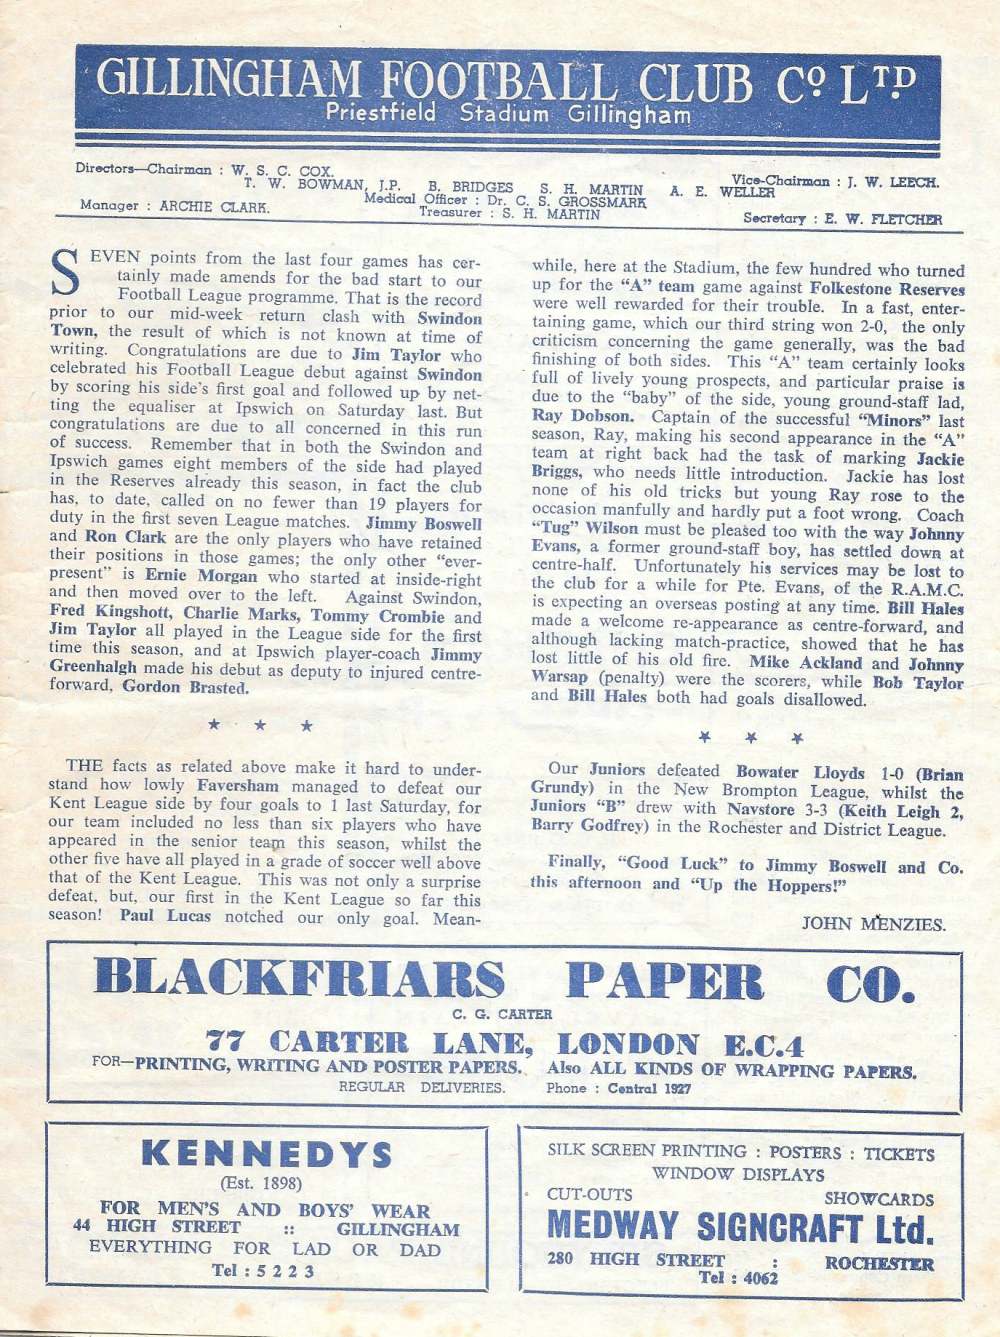 GILLINGHAM FOOTBALL CLUB Cº LTD
Priestfield Stadium Gillingham
Directors—Chairman : W. S. C. COX. Vice-Chairman : J. W. LEECH.
T. W. BOWMAN, J.P. B. BRIDGES S. H. MARTIN A. E. WELLER
Medical Officer : Dr. C. S. GROSSMARK
Manager : ARCHIE CLARK. Treasurer : S. H. MARTIN Secretary : E. W. FLETCHER
SEVEN points from the last four games has cer-
tainly made amends for the bad start to our
Football League programme. That is the record
prior to our mid-week return clash with Swindon
Town, the result of which is not known at time of
writing. Congratulations are due to Jim Taylor who
celebrated his Football League debut against Swindon
by scoring his side's first goal and followed up by net-
ting the equaliser at Ipswich on Saturday last. But
congratulations are due to all concerned in this run
of success. Remember that in both the Swindon and
Ipswich games eight members of the side had played
in the Reserves already this season, in fact the club
has, to date, called on no fewer than 19 players for
duty in the first seven League matches. Jimmy Boswell
and Ron Clark are the only players who have retained
their positions in those games; the only other "ever-
present" is Ernie Morgan who started at inside-right
and then moved over to the left. Against Swindon,
Fred Kingshott, Charlie Marks, Tommy Crombie and
Jim Taylor all played in the League side for the first
time this season, and at Ipswich player-coach Jimmy
Greenhalgh made his debut as deputy to injured centre-
forward, Gordon Brasted.
THE facts as related above make it hard to under-
stand how lowly Faversham managed to defeat our
Kent League side by four goals to 1 last Saturday, for
our team included no less than six players who have
appeared in the senior team this season, whilst the
other five have all played in a grade of soccer well above
that of the Kent League. This was not only a surprise
defeat, but, our first in the Kent League so far this
season! Paul Lucas notched our only goal. Mean-
while, here at the Stadium, the few hundred who turned
up for the "A" team game against Folkestone Reserves
were well rewarded for their trouble. In a fast, enter-
taining game, which our third string won 2-0, the only
criticism concerning the game generally, was the bad
finishing of both sides. This "A" team certainly looks
full of lively young prospects, and particular praise is
due to the "baby" of the side, young ground-staff lad,
Ray Dobson. Captain of the successful "Minors" last
season, Ray, making his second appearance in the "A"
team at right back had the task of marking Jackie
Briggs, who needs little introduction. Jackie has lost
none of his old tricks but young Ray rose to the
occasion manfully and hardly put a foot wrong. Coach
"Tug" Wilson must be pleased too with the way Johnny
Evans, a former ground-staff boy, has settled down at
centre-half. Unfortunately his services may be lost to
the club for a while for Pte. Evans, of the R.A.M.C.
is expecting an overseas posting at any time. Bill Hales
made a welcome re-appearance as centre-forward, and
although lacking match-practice, showed that he has
lost little of his old fire. Mike Ackland and Johnny
Warsap (penalty) were the scorers, while Bob Taylor
and Bill Hales both had goals disallowed.
Our Juniors defeated Bowater Lloyds 1-0 (Brian
Grundy) in the New Brompton League, whilst the
Juniors "B" drew with Navstore 3-3 (Keith Leigh 2,
Barry Godfrey) in the Rochester and District League.
Finally, "Good Luck" to Jimmy Boswell and Co.
this afternoon and "Up the Hoppers!"
JOHN MENZIES.
BLACKFRIARS PAPER CO.
C. G. CARTER
77 CARTER LANE, LONDON E.C.4
FOR—PRINTING, WRITING AND POSTER PAPERS. Also ALL KINDS OF WRAPPING PAPERS.
REGULAR DELIVERIES. Phone : Central 1927
KENNEDYS
(Est. 1898)
FOR MEN'S AND BOYS' WEAR
44 HIGH STREET :: GILLINGHAM
EVERYTHING FOR LAD OR DAD
Tel : 5 2 2 3
SILK SCREEN PRINTING : POSTERS : TICKETS
WINDOW DISPLAYS
CUT-OUTS SHOWCARDS
MEDWAY SIGNCRAFT Ltd.
280 HIGH STREET : ROCHESTER
Tel : 4062